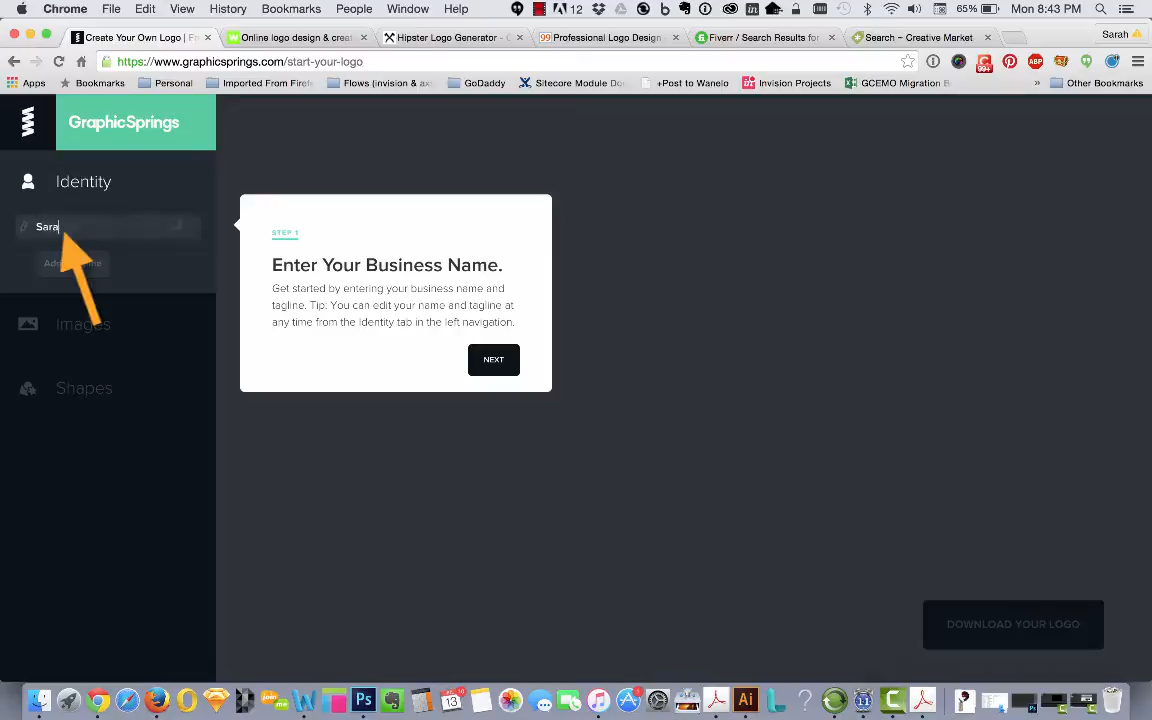 Chrome File Edit View History Bookmarks People Window Help 12 65% Mon 8:43 PM
Create Your Own Logo | F Online logo design & creat Hipster Logo Generator - Professional Logo Design Fiverr / Search Results for Search ~ Creative Market Sarah
https://www.graphicsprings.com/start-your-logo 99+ ABP
Apps Bookmarks Personal Imported From Firef Flows (invision & ax GoDaddy Sitecore Module Do +Post to Wanelo Invision Projects GCEMO Migration » Other Bookmarks
GraphicSprings
Identity
Sara
STEP 1
Enter Your Business Name.
Get started by entering your business name and
tagline. Tip: You can edit your name and tagline at
any time from the Identity tab in the left navigation.
NEXT
Images
Shapes
DOWNLOAD YOUR LOGO